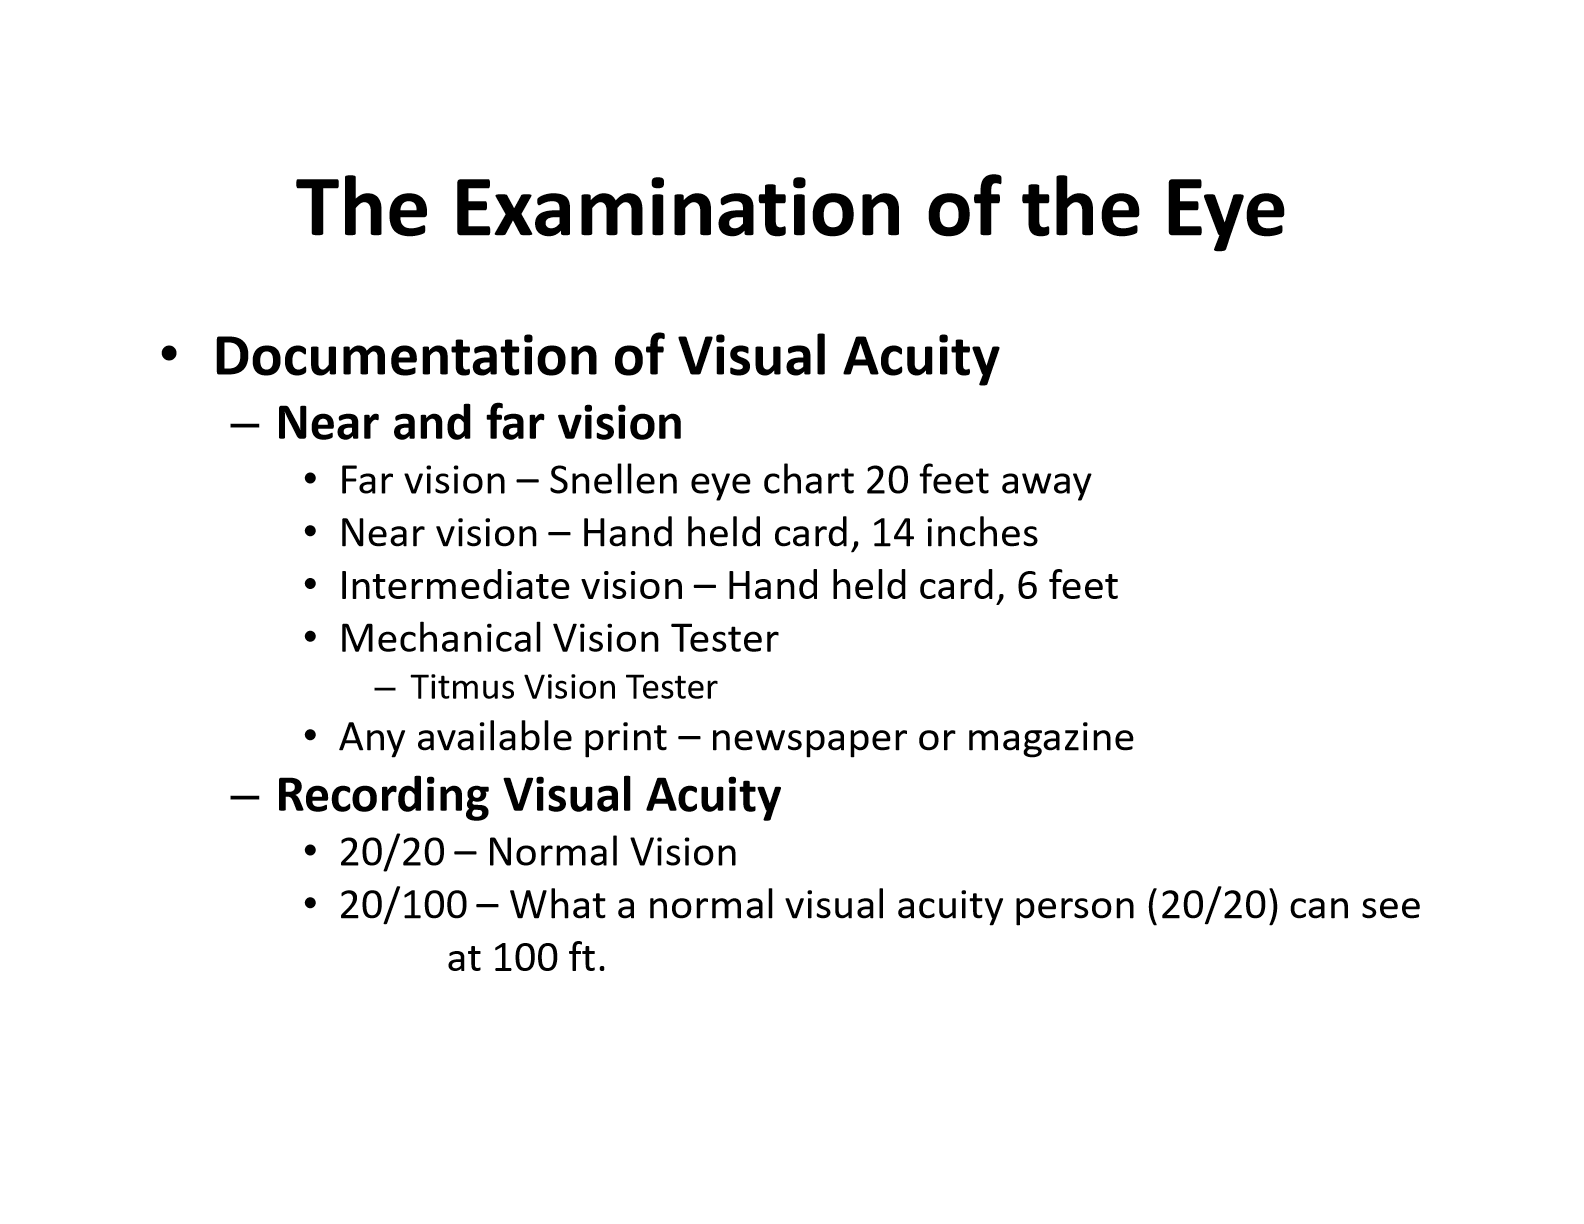 The Examination of the Eye
• Documentation of Visual Acuity
– Near and far vision
• Far vision – Snellen eye chart 20 feet away
• Near vision – Hand held card, 14 inches
• Intermediate vision – Hand held card, 6 feet
• Mechanical Vision Tester
– Titmus Vision Tester
• Any available print – newspaper or magazine
– Recording Visual Acuity
• 20/20 – Normal Vision
• 20/100 – What a normal visual acuity person (20/20) can see
at 100 ft.